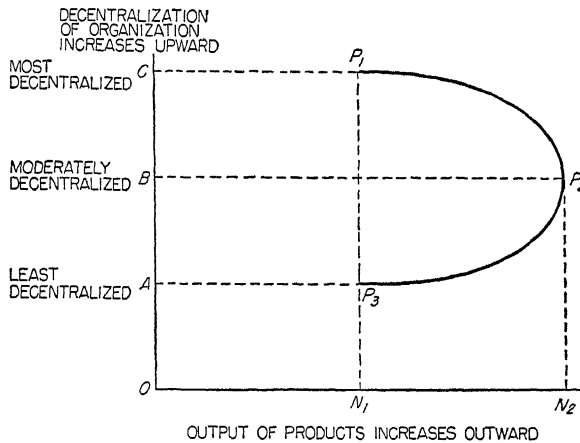 DECENTRALIZATION
OF ORGANIZATION
INCREASES UPWARD
MOST
DECENTRALIZED
C
P1
MODERATELY
DECENTRALIZED
B
P2
LEAST
DECENTRALIZED
A
P3
O
N1
N2
OUTPUT OF PRODUCTS INCREASES OUTWARD